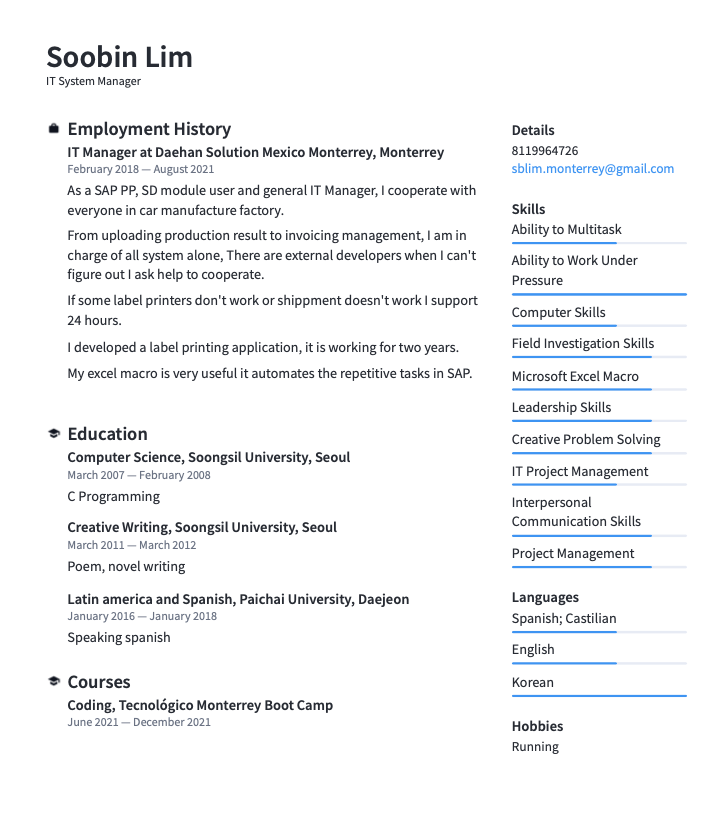 Soobin Lim
IT System Manager
Employment History
IT Manager at Daehan Solution Mexico Monterrey, Monterrey
February 2018 — August 2021
As a SAP PP, SD module user and general IT Manager, I cooperate with
everyone in car manufacture factory.
From uploading production result to invoicing management, I am in
charge of all system alone, There are external developers when I can't
figure out I ask help to cooperate.
If some label printers don't work or shippment doesn't work I support
24 hours.
I developed a label printing application, it is working for two years.
My excel macro is very useful it automates the repetitive tasks in SAP.
Education
Computer Science, Soongsil University, Seoul
March 2007 — February 2008
C Programming
Creative Writing, Soongsil University, Seoul
March 2011 — March 2012
Poem, novel writing
Latin america and Spanish, Paichai University, Daejeon
January 2016 — January 2018
Speaking spanish
Courses
Coding, Tecnológico Monterrey Boot Camp
June 2021 — December 2021
Details
8119964726
sblim.monterrey@gmail.com
Skills
Ability to Multitask
Ability to Work Under
Pressure
Computer Skills
Field Investigation Skills
Microsoft Excel Macro
Leadership Skills
Creative Problem Solving
IT Project Management
Interpersonal
Communication Skills
Project Management
Languages
Spanish; Castilian
English
Korean
Hobbies
Running